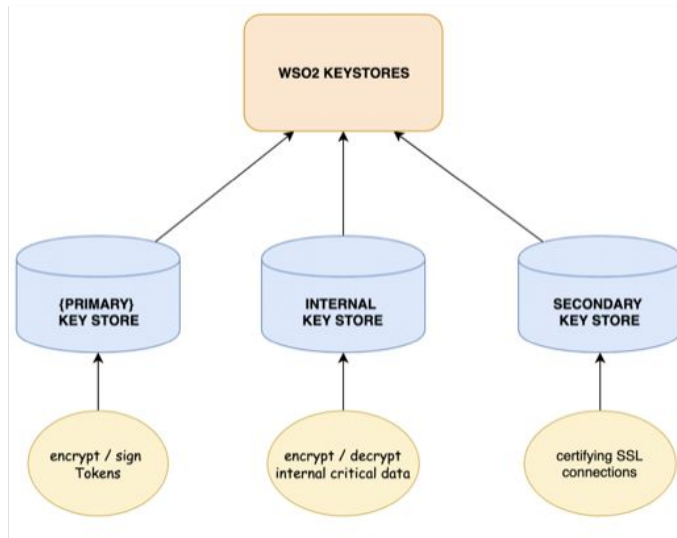 WSO2 KEYSTORES
{PRIMARY}
KEY STORE
INTERNAL
KEY STORE
SECONDARY
KEY STORE
encrypt / sign
Tokens
encrypt / decrypt
internal critical data
certifying SSL
connections